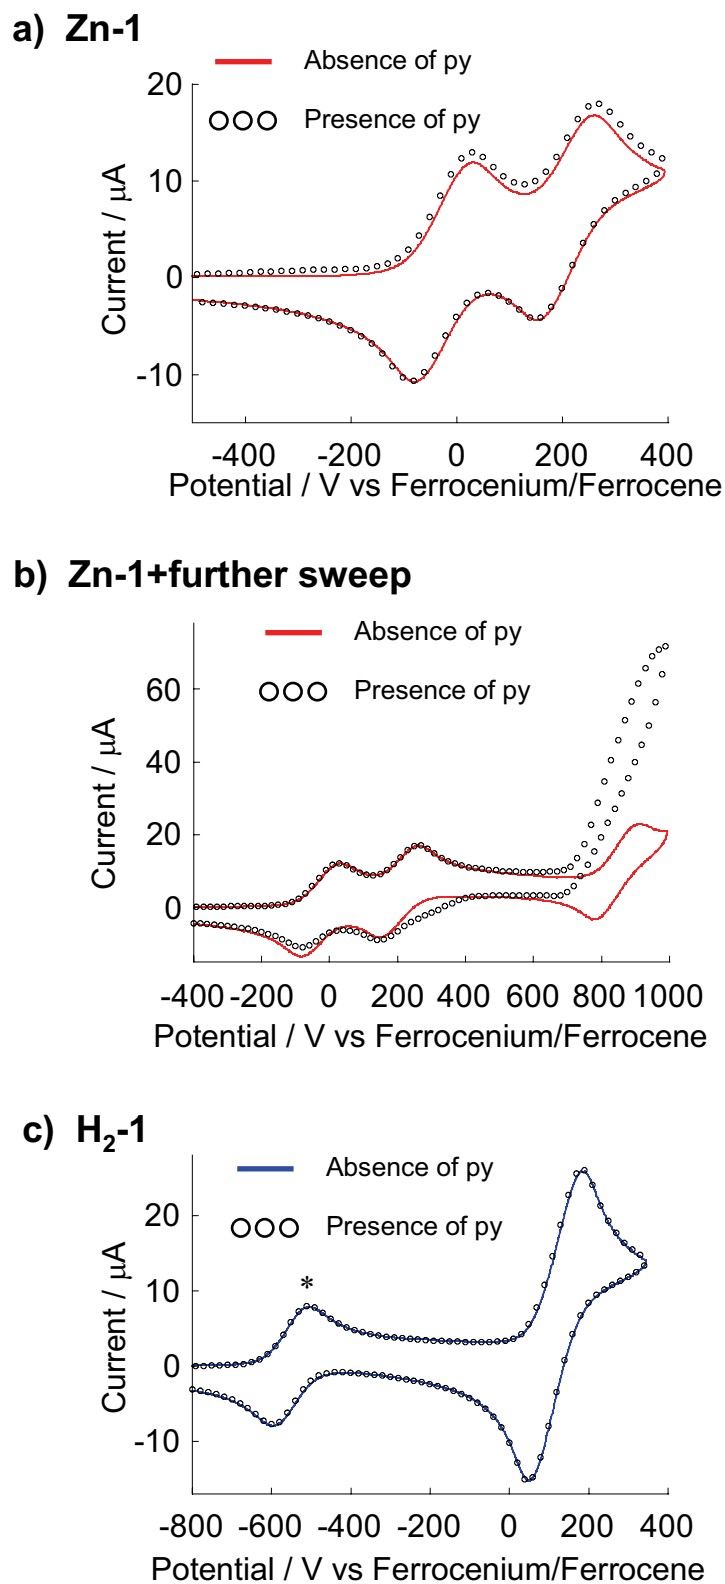 a) Zn-1
Absence of py
Presence of py
20
10
0
-10
Current / μA
-400 -200 0 200 400
Potential / V vs Ferrocenium/Ferrocene
b) Zn-1+further sweep
Absence of py
Presence of py
60
40
20
0
Current / μA
-400 -200 0 200 400 600 800 1000
Potential / V vs Ferrocenium/Ferrocene
c) H₂-1
Absence of py
Presence of py
*
20
10
0
-10
Current / μA
-800 -600 -400 -200 0 200 400
Potential / V vs Ferrocenium/Ferrocene